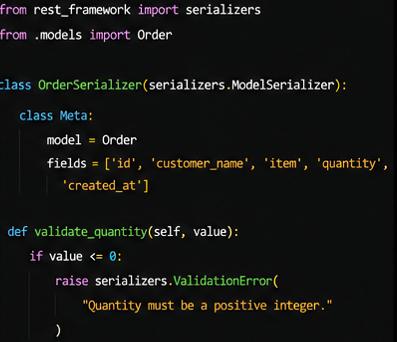 from rest_framework import serializers
from .models import Order
class OrderSerializer(serializers.ModelSerializer):
class Meta:
model = Order
fields = ['id', 'customer_name', 'item', 'quantity',
'created_at']
def validate_quantity(self, value):
if value <= 0:
raise serializers.ValidationError(
"Quantity must be a positive integer."
)